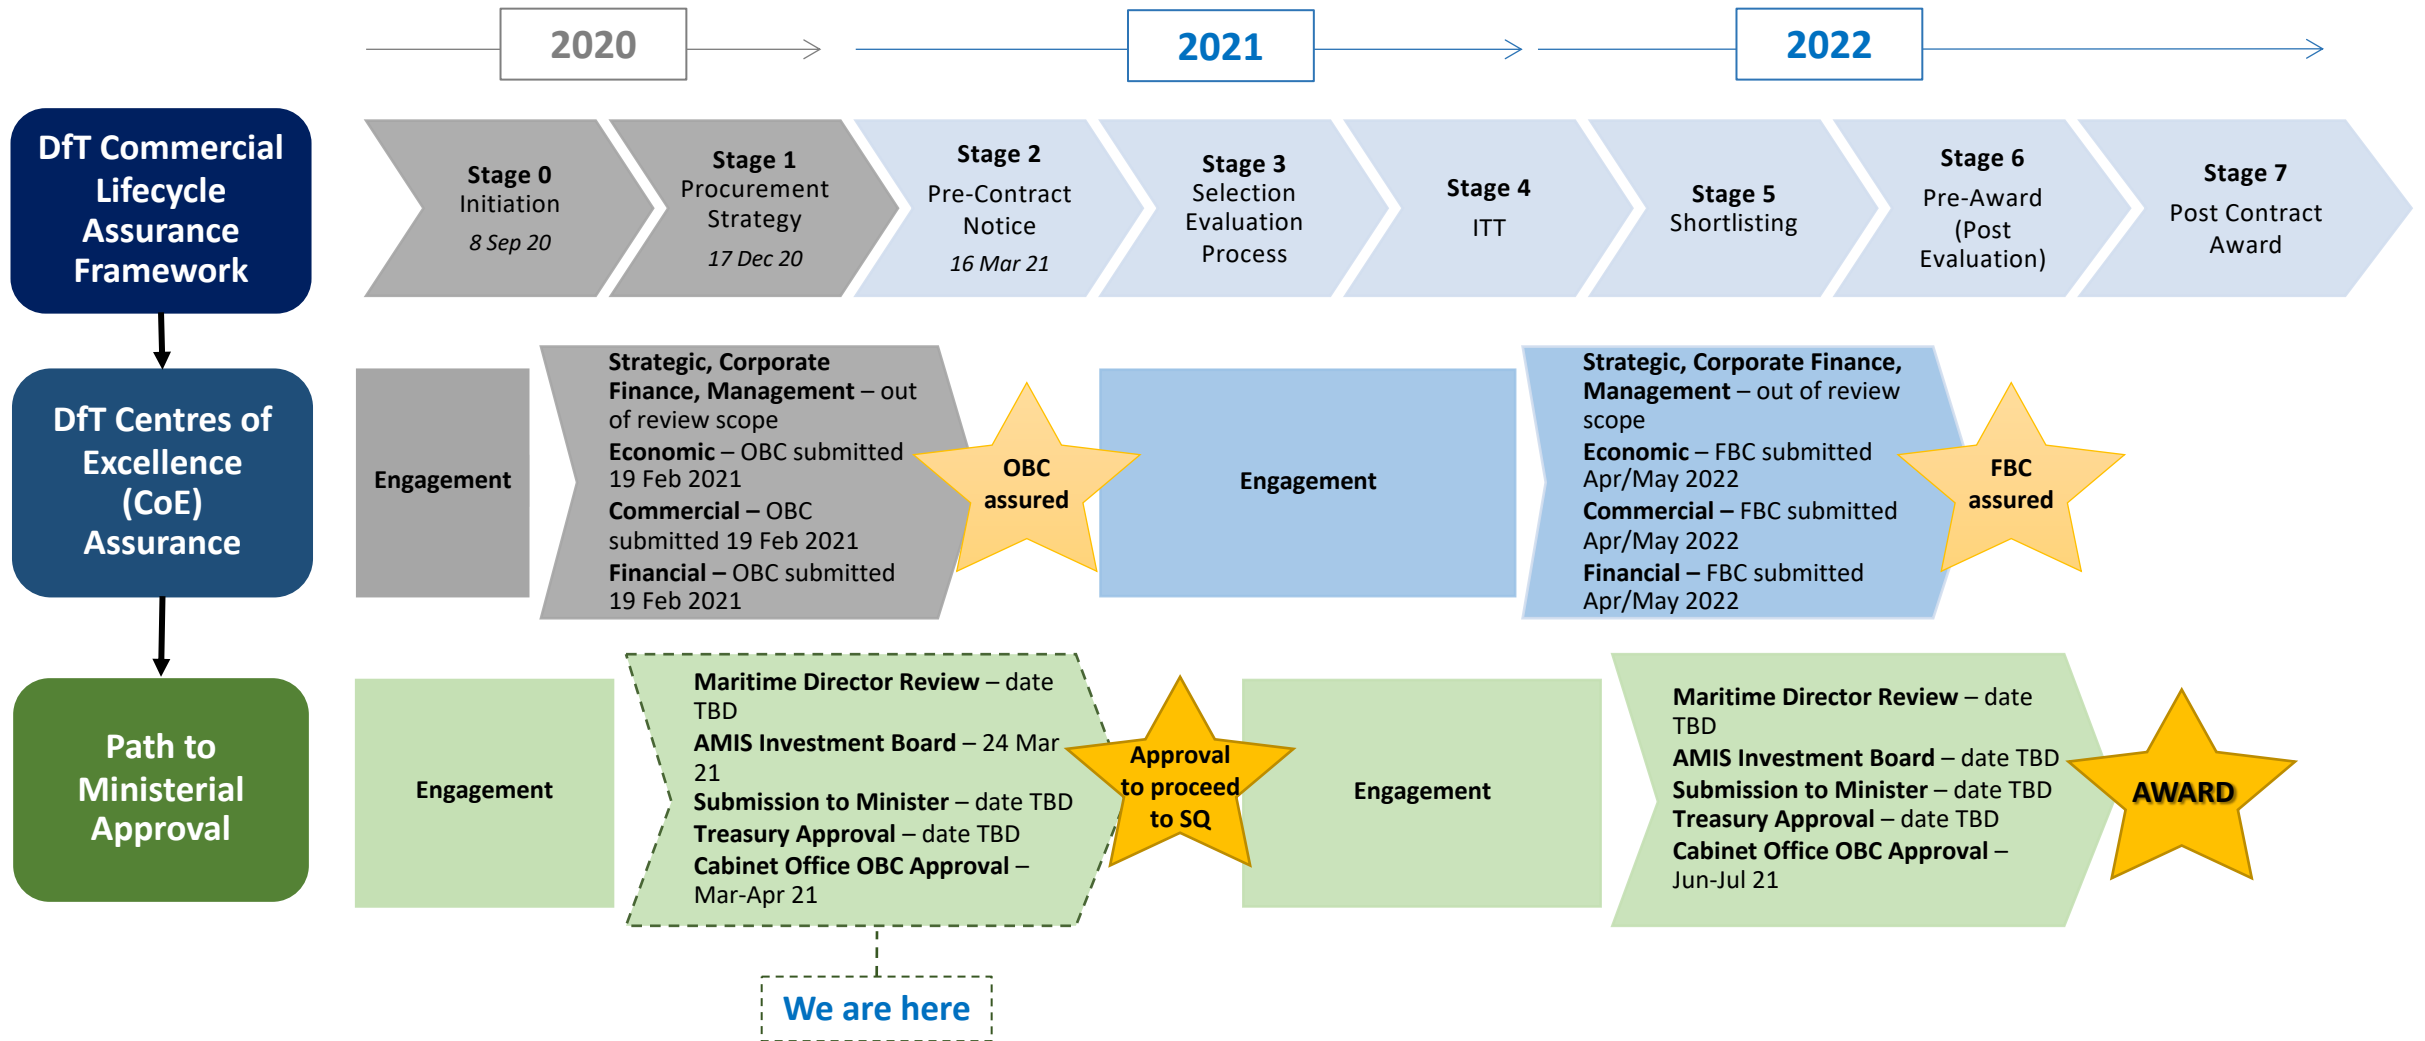 2020
2021
2022
DfT Commercial
Lifecycle
Assurance
Framework
Stage 0
Initiation
8 Sep 20
Stage 1
Procurement
Strategy
17 Dec 20
Stage 2
Pre-Contract
Notice
16 Mar 21
Stage 3
Selection
Evaluation
Process
Stage 4
ITT
Stage 5
Shortlisting
Stage 6
Pre-Award
(Post
Evaluation)
Stage 7
Post Contract
Award
DfT Centres of
Excellence
(CoE)
Assurance
Engagement
Strategic, Corporate
Finance, Management – out
of review scope
Economic – OBC submitted
19 Feb 2021
Commercial – OBC
submitted 19 Feb 2021
Financial – OBC submitted
19 Feb 2021
OBC
assured
Engagement
Strategic, Corporate Finance,
Management – out of review
scope
Economic – FBC submitted
Apr/May 2022
Commercial – FBC submitted
Apr/May 2022
Financial – FBC submitted
Apr/May 2022
FBC
assured
Path to
Ministerial
Approval
Engagement
Maritime Director Review – date
TBD
AMIS Investment Board – 24 Mar
21
Submission to Minister – date TBD
Treasury Approval – date TBD
Cabinet Office OBC Approval –
Mar-Apr 21
Approval
to proceed
to SQ
Engagement
Maritime Director Review – date
TBD
AMIS Investment Board – date TBD
Submission to Minister – date TBD
Treasury Approval – date TBD
Cabinet Office OBC Approval –
Jun-Jul 21
AWARD
We are here